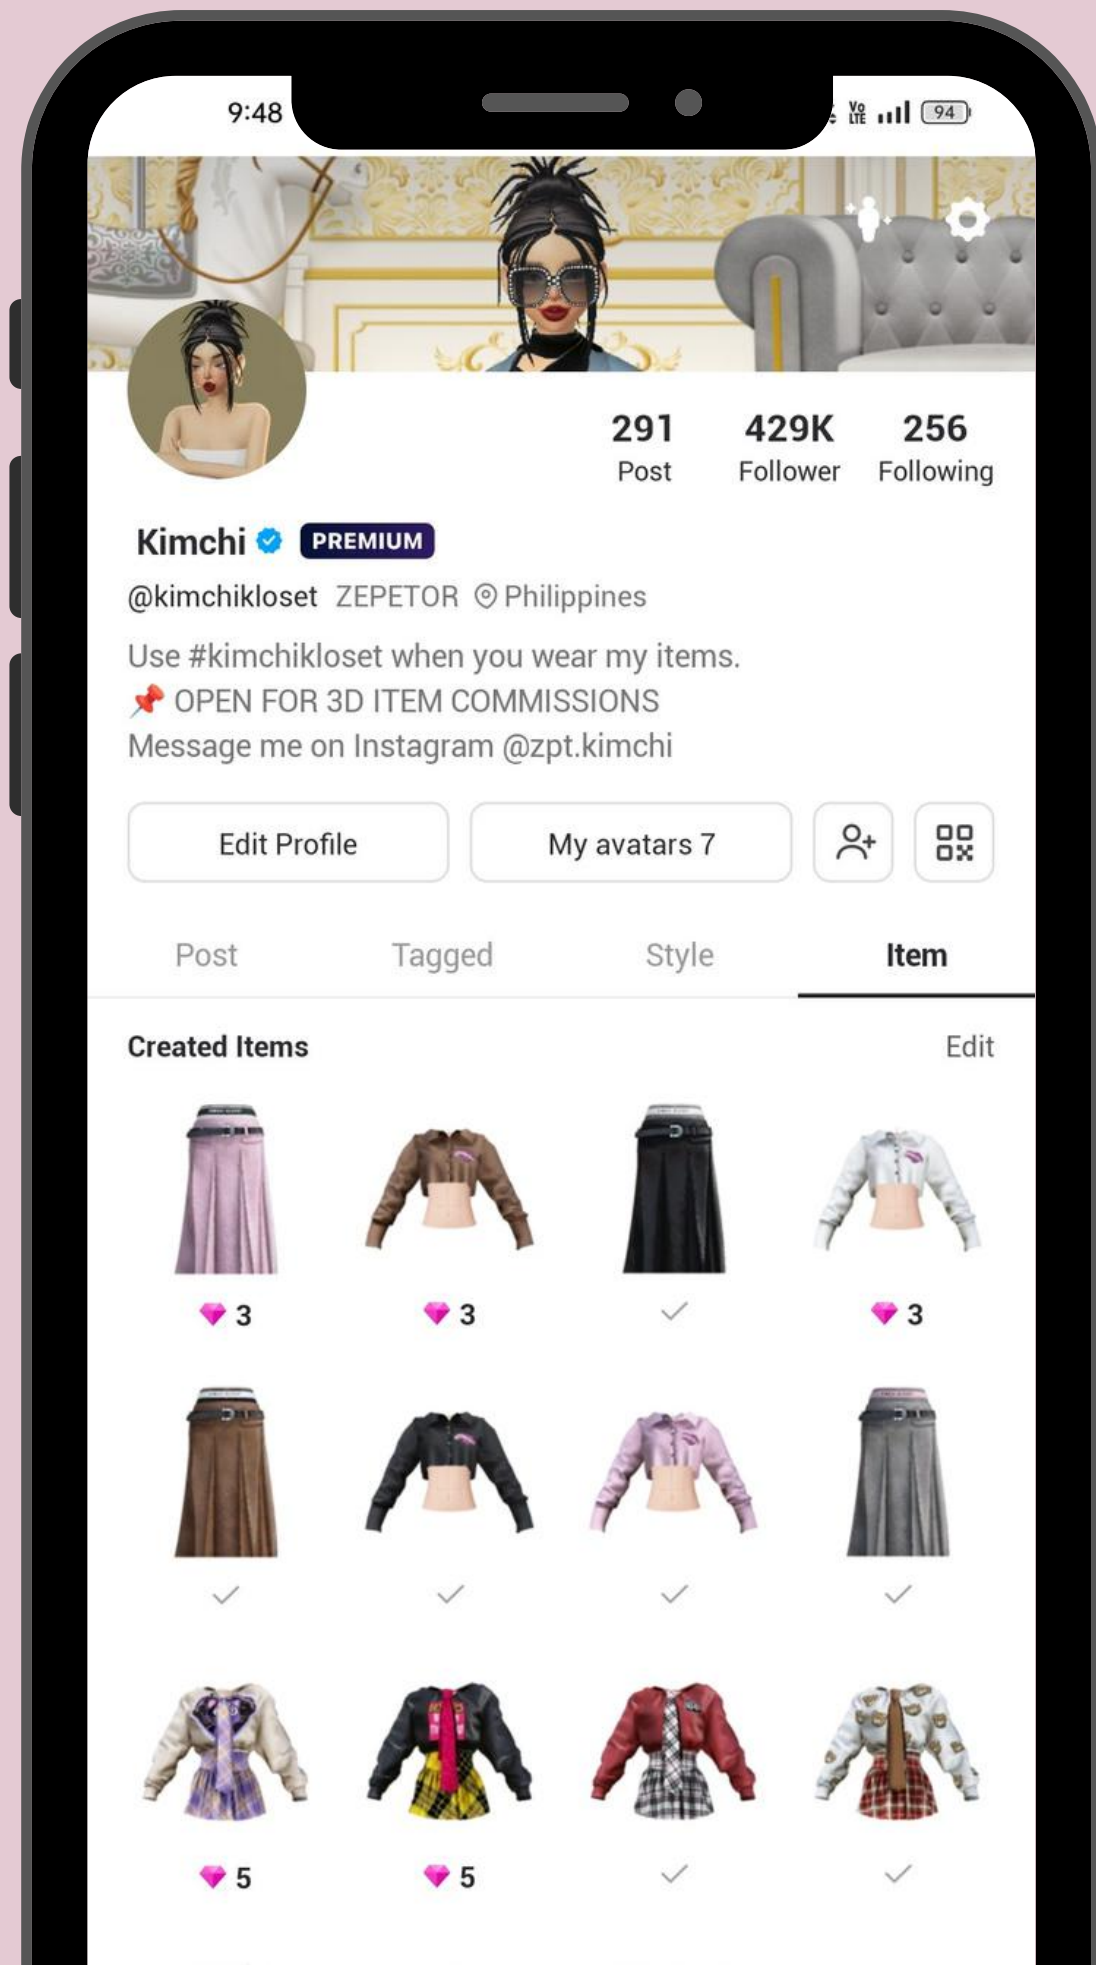 9:48
Vo
LTE
94
291 429K 256
Post Follower Following
Kimchi PREMIUM
@kimchikloset ZEPETOR Philippines
Use #kimchikloset when you wear my items.
📌 OPEN FOR 3D ITEM COMMISSIONS
Message me on Instagram @zpt.kimchi
Edit Profile My avatars 7
Post Tagged Style Item
Created Items Edit
3 3 3
5 5